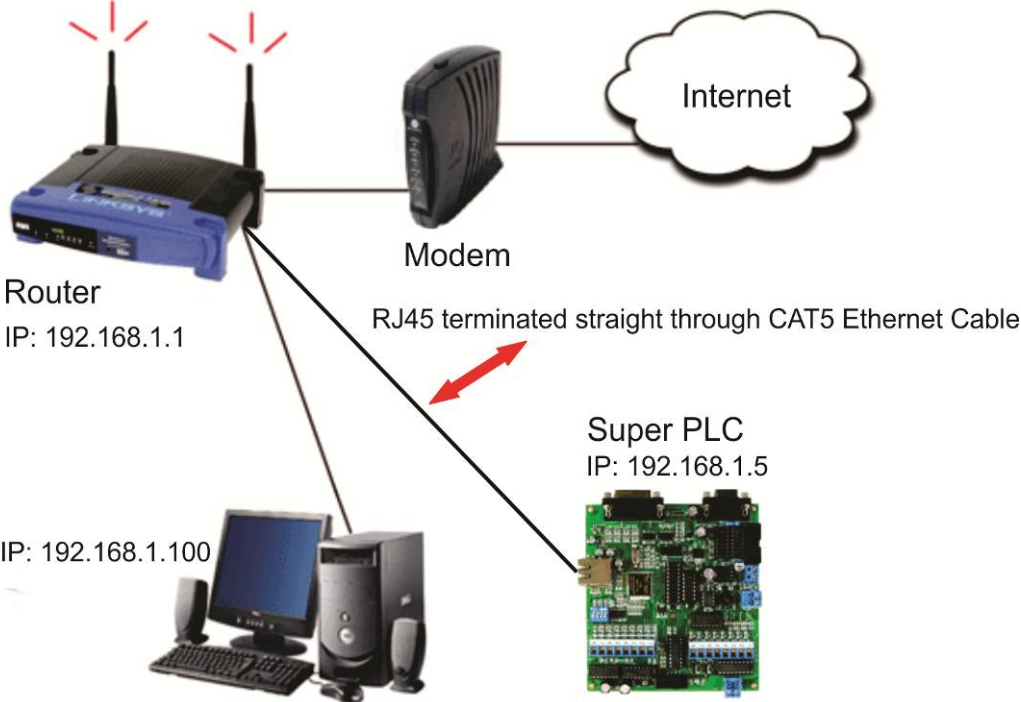 Internet
LINKSYS
Modem
Router
IP: 192.168.1.1
RJ45 terminated straight through CAT5 Ethernet Cable
Super PLC
IP: 192.168.1.5
IP: 192.168.1.100